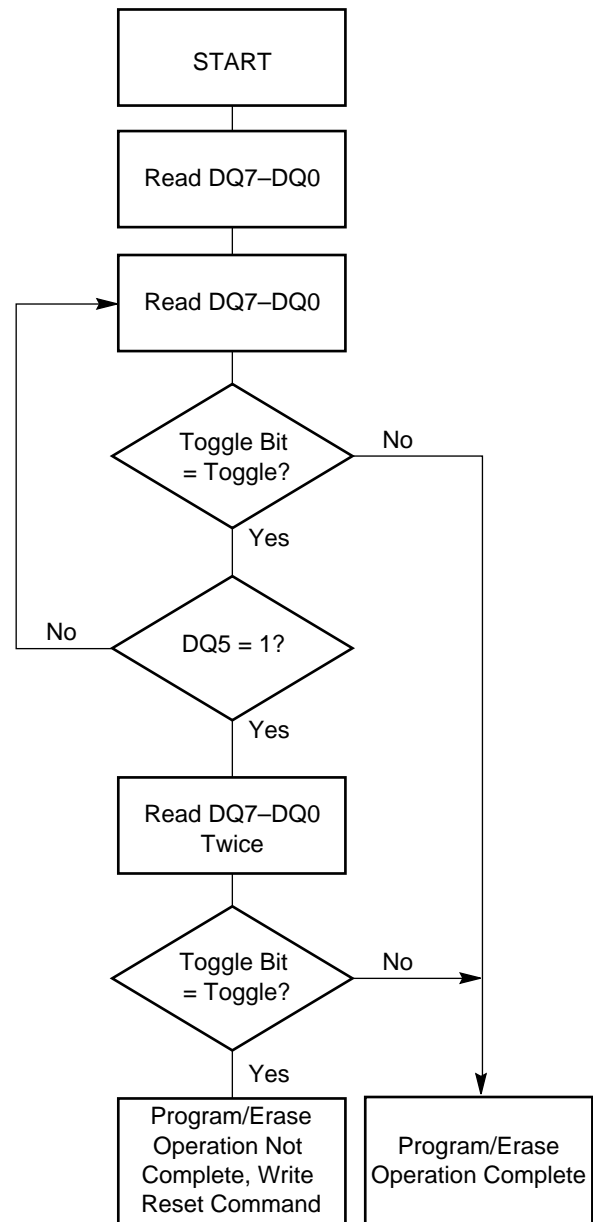 START
Read DQ7–DQ0
Read DQ7–DQ0
Toggle Bit
= Toggle?
No
Yes
No
DQ5 = 1?
Yes
Read DQ7–DQ0
Twice
Toggle Bit
= Toggle?
No
Yes
Program/Erase
Operation Not
Complete, Write
Reset Command
Program/Erase
Operation Complete